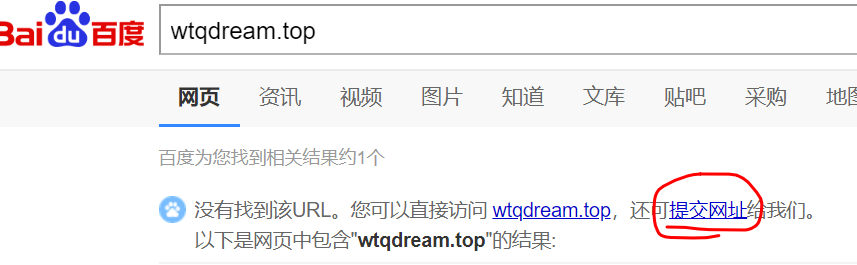 Bai du 百度 wtqdream.top
网页 资讯 视频 图片 知道 文库 贴吧 采购 地图
百度为您找到相关结果约1个
没有找到该URL。您可以直接访问 wtqdream.top，还可提交网址给我们。
以下是网页中包含"wtqdream.top"的结果: